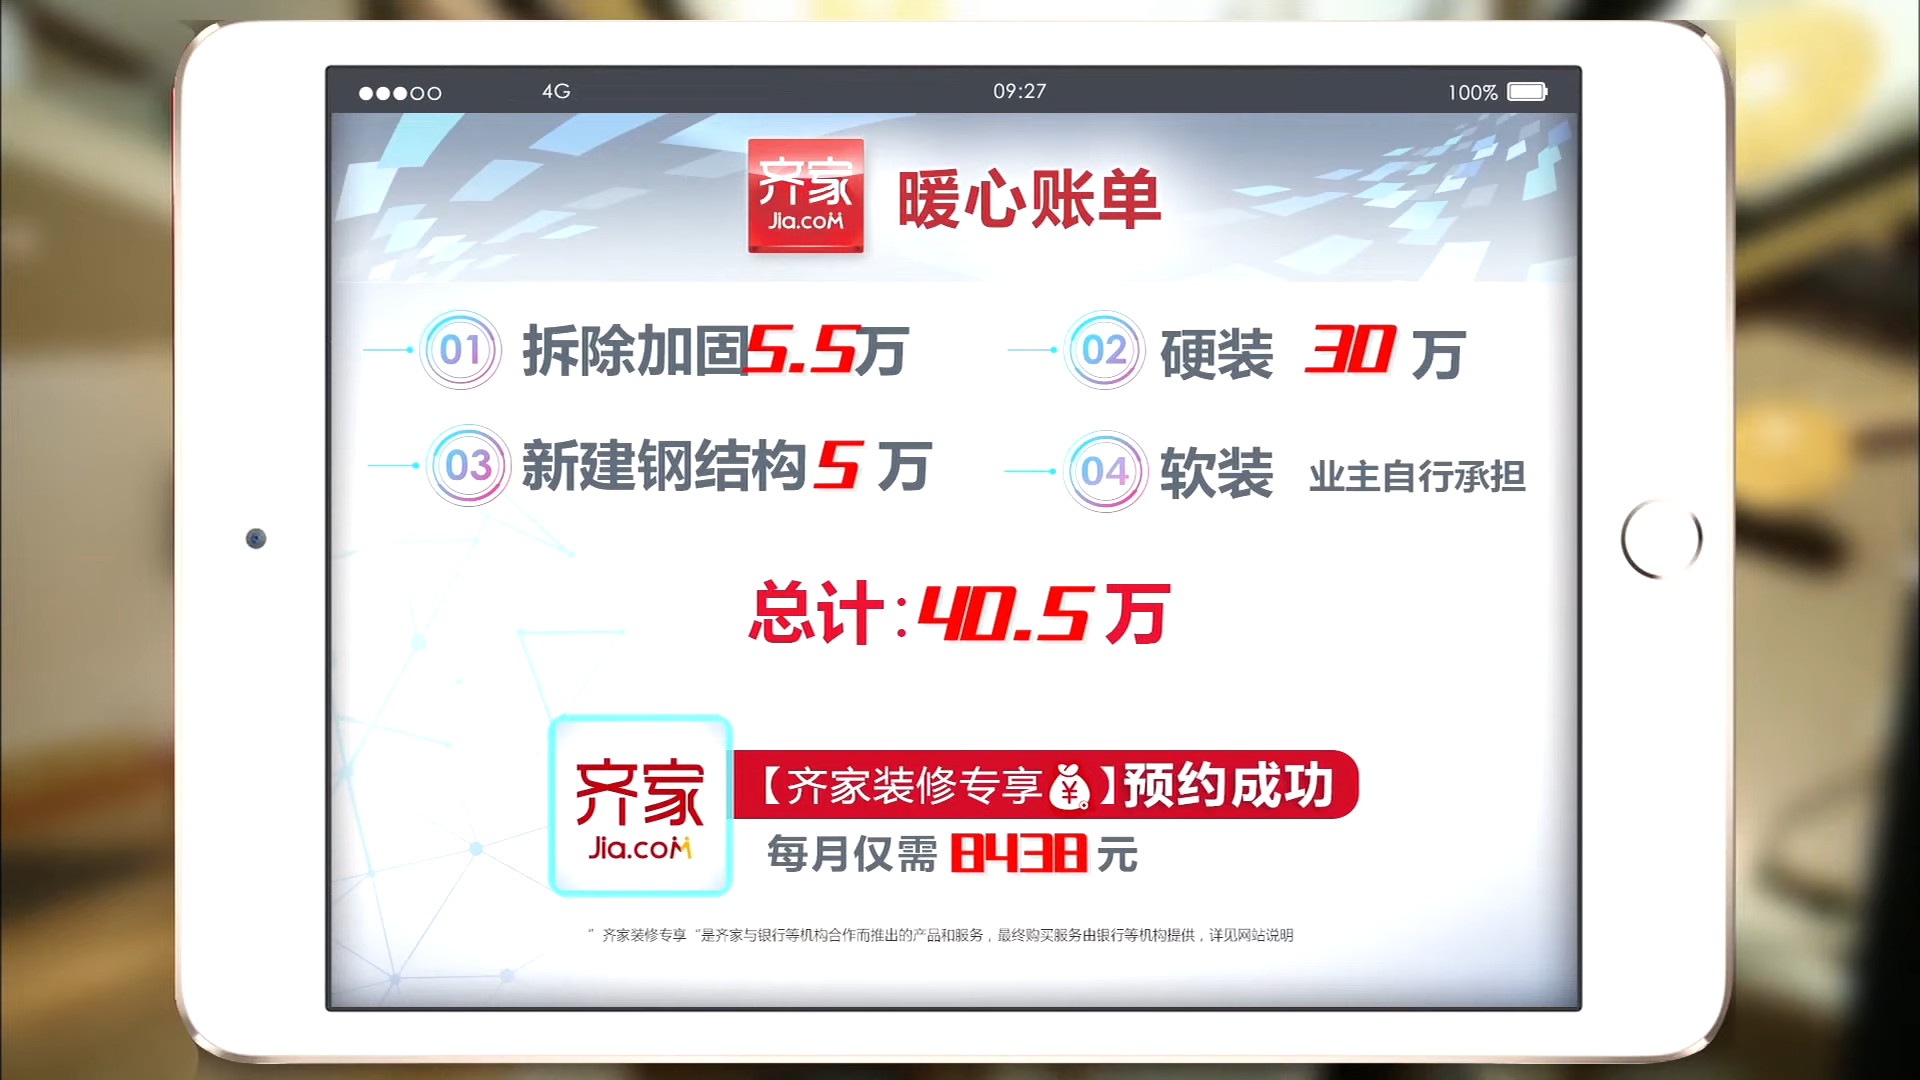 4G 09:27 100%
齐家
Jia.com
暖心账单
01 拆除加固5.5万
02 硬装 30 万
03 新建钢结构5 万
04 软装 业主自行承担
总计:40.5万
齐家
Jia.com
【齐家装修专享¥】预约成功
每月仅需8438元
“齐家装修专享“是齐家与银行等机构合作而推出的产品和服务，最终购买服务由银行等机构提供，详见网站说明